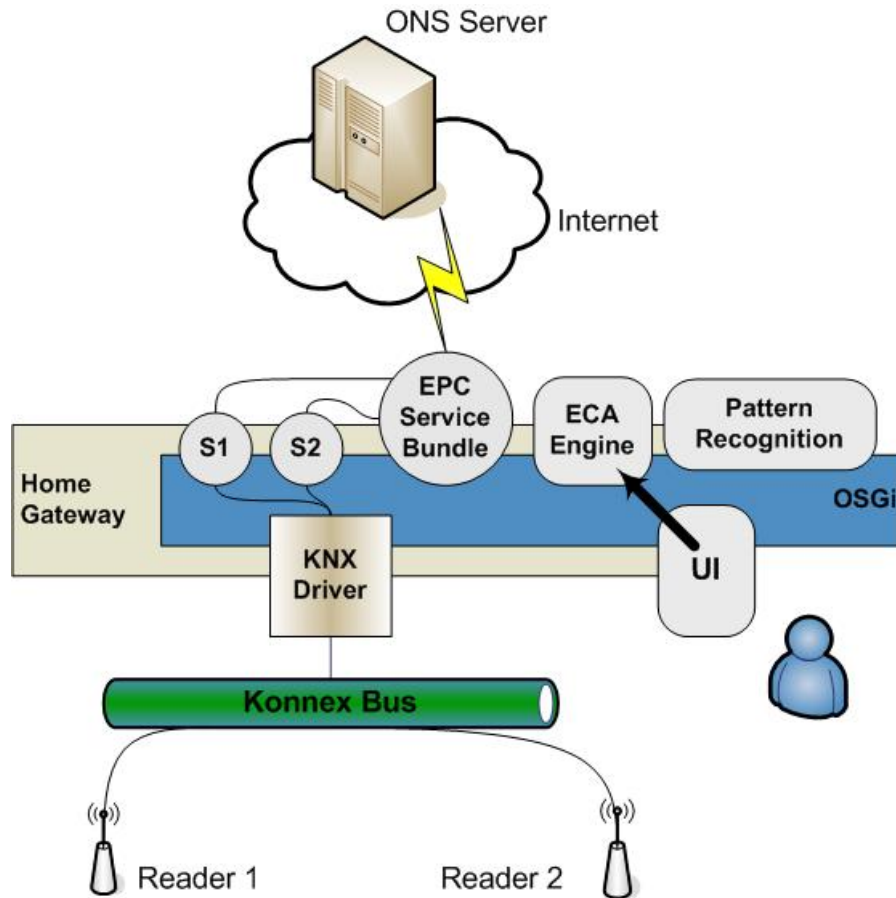 ONS Server
Internet
EPC
Service
Bundle
ECA
Engine
Pattern
Recognition
S1
S2
Home
Gateway
OSGi
KNX
Driver
UI
Konnex Bus
Reader 1
Reader 2